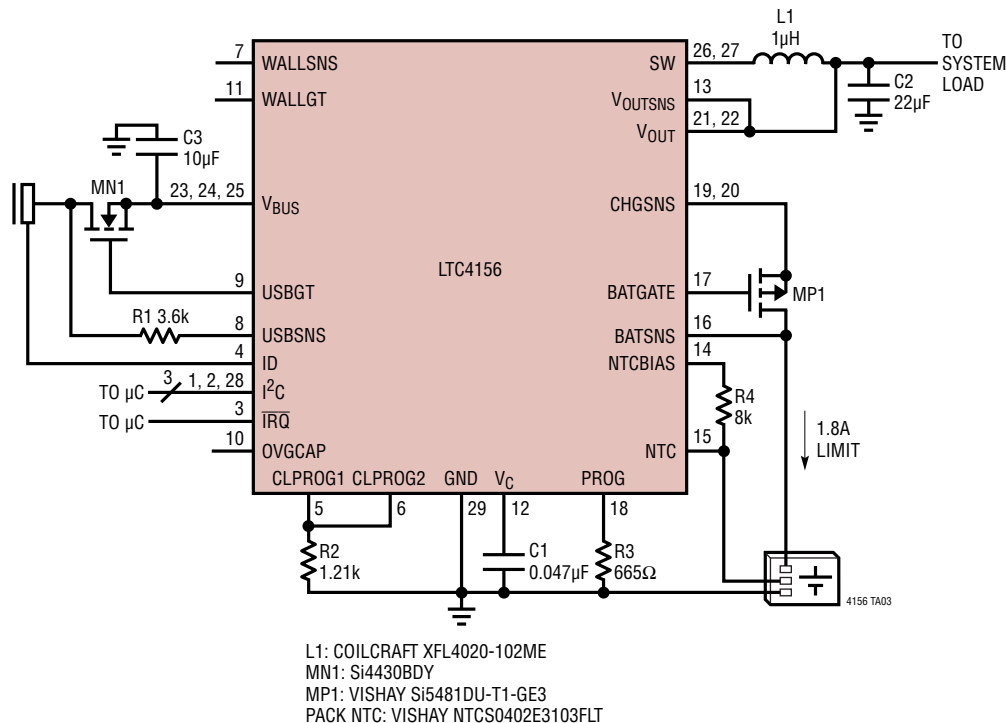 L1
1µH
TO
SYSTEM
LOAD
7
WALLSNS
SW
26, 27
11
WALLGT
13
VOUTSNS
C2
22µF
21, 22
VOUT
C3
10µF
MN1
23, 24, 25
VBUS
CHGSNS
19, 20
LTC4156
9
USBGT
BATGATE
17
MP1
R1 3.6k
8
USBSNS
BATSNS
16
4
ID
NTCBIAS
14
TO µC
3
1, 2, 28
I²C
R4
8k
TO µC
3
IRQ
1.8A
LIMIT
10
OVGCAP
NTC
15
CLPROG1 CLPROG2 GND VC PROG
5
6
29
12
18
R2
1.21k
C1
0.047µF
R3
665Ω
4156 TA03
L1: COILCRAFT XFL4020-102ME
MN1: Si4430BDY
MP1: VISHAY Si5481DU-T1-GE3
PACK NTC: VISHAY NTCS0402E3103FLT